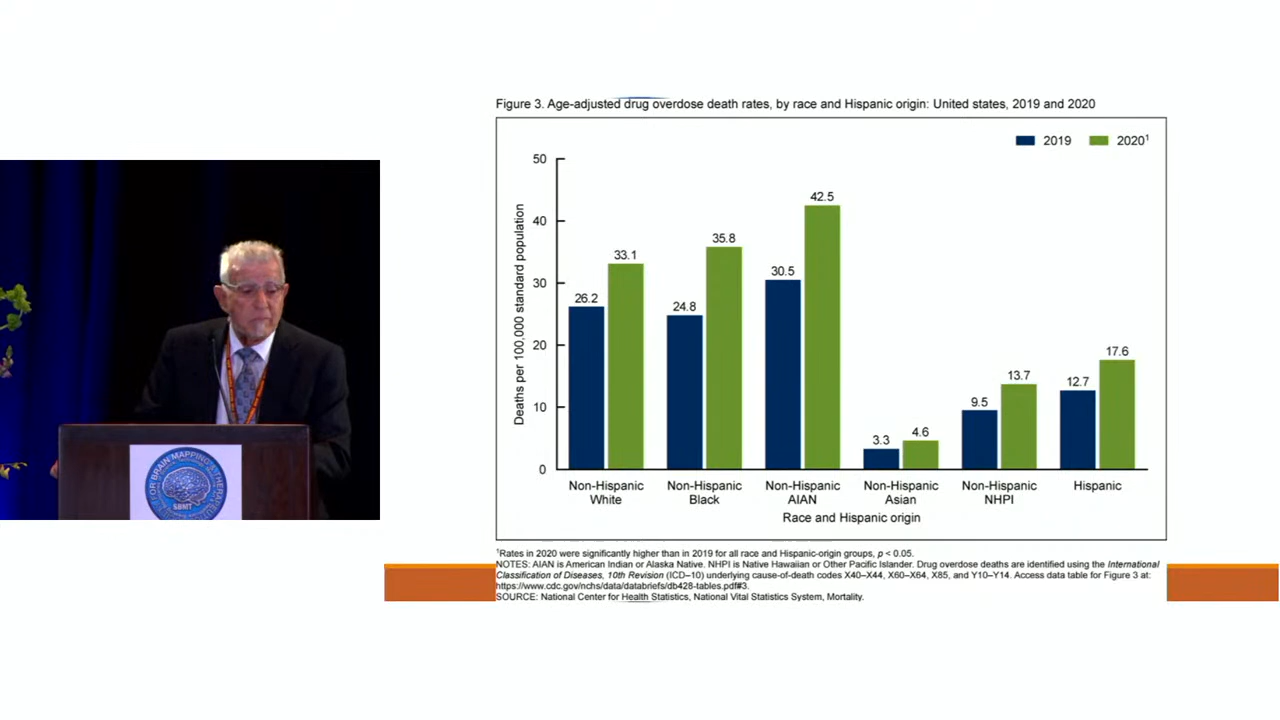 Figure 3. Age-adjusted drug overdose death rates, by race and Hispanic origin: United states, 2019 and 2020
2019
2020¹
50
40
30
20
10
0
Deaths per 100,000 standard population
26.2
33.1
24.8
35.8
30.5
42.5
3.3
4.6
9.5
13.7
12.7
17.6
Non-Hispanic
White
Non-Hispanic
Black
Non-Hispanic
AIAN
Non-Hispanic
Asian
Non-Hispanic
NHPI
Hispanic
Race and Hispanic origin
¹Rates in 2020 were significantly higher than in 2019 for all race and Hispanic-origin groups, p < 0.05.
NOTES: AIAN is American Indian or Alaska Native. NHPI is Native Hawaiian or Other Pacific Islander. Drug overdose deaths are identified using the International
Classification of Diseases, 10th Revision (ICD–10) underlying cause-of-death codes X40–X44, X60–X64, X85, and Y10–Y14. Access data table for Figure 3 at:
https://www.cdc.gov/nchs/data/databriefs/db428-tables.pdf#3.
SOURCE: National Center for Health Statistics, National Vital Statistics System, Mortality.
FOR BRAIN MAPPING &
SBMT